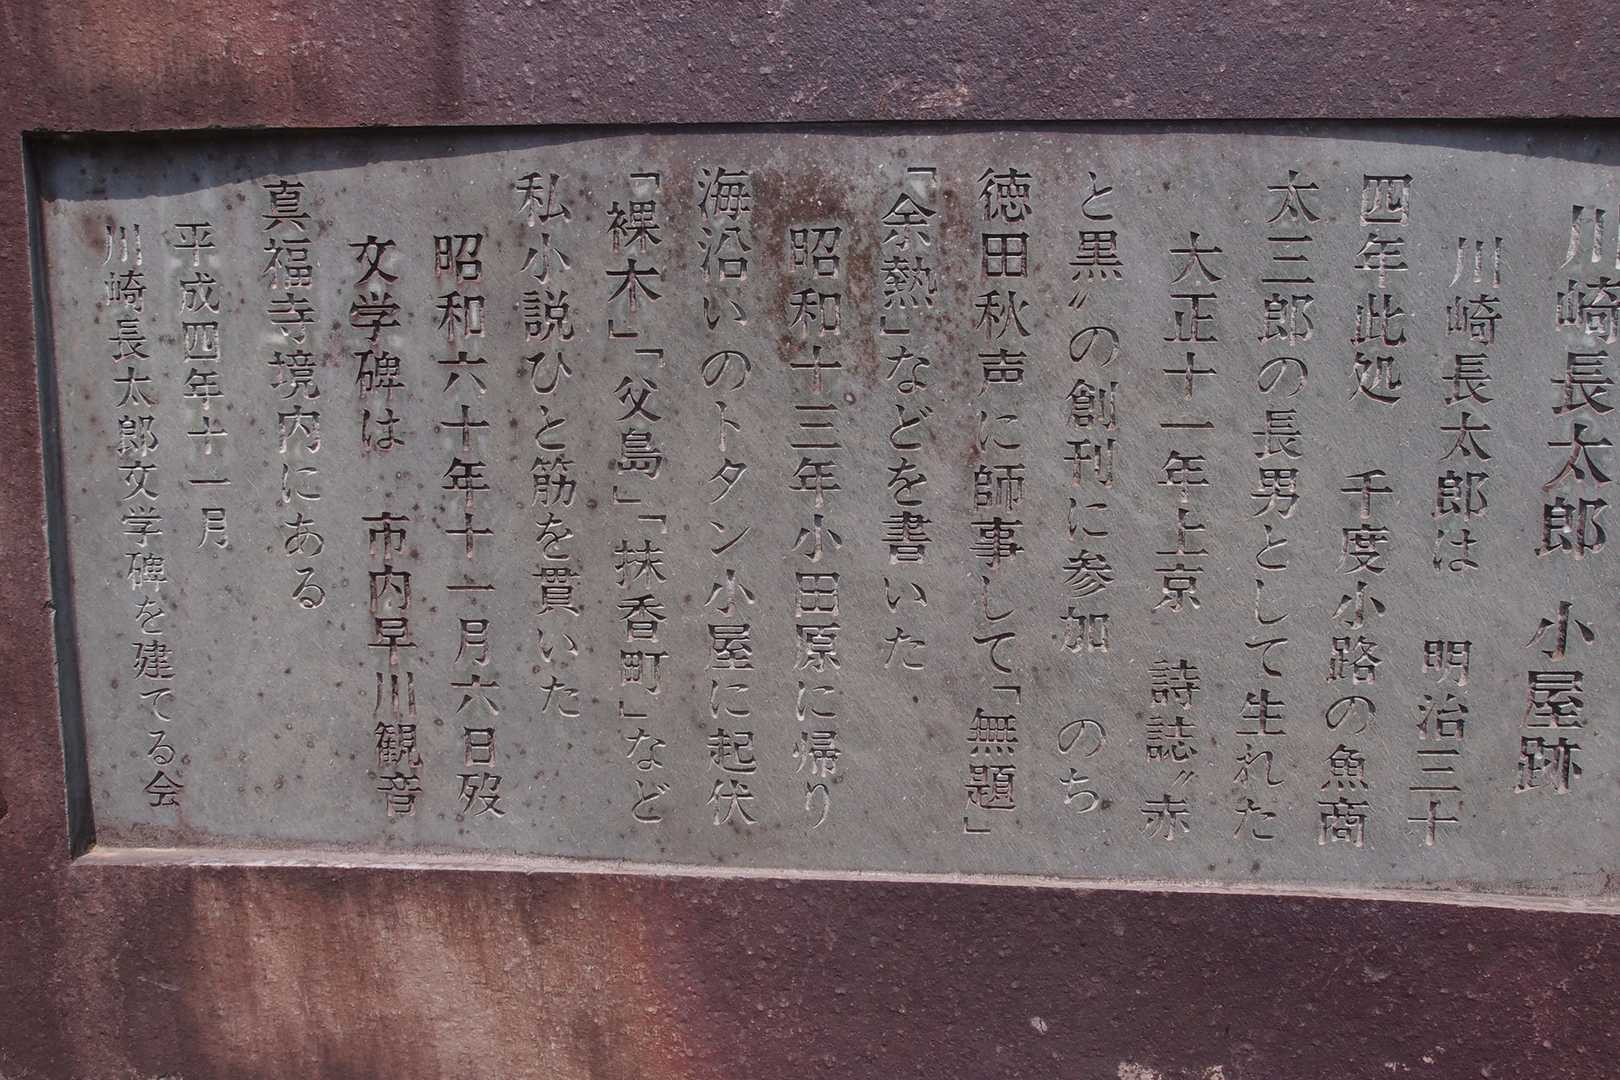 川崎長太郎 小屋跡
川崎長太郎は 明治三十
四年此処 千度小路の魚商
太三郎の長男として生れた
大正十一年上京 詩誌〝赤
と黒〟の創刊に参加 のち
徳田秋声に師事して「無題」
「余熱」などを書いた
昭和十三年小田原に帰り
海沿いのトタン小屋に起伏
「裸木」「父島」「抹香町」など
私小説ひと筋を貫いた
昭和六十年十一月六日歿
文学碑は 市内早川観音
真福寺境内にある
平成四年十一月
川崎長太郎文学碑を建てる会